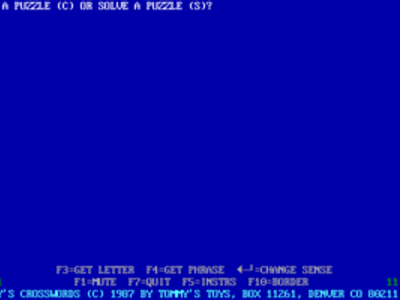 A PUZZLE (C) OR SOLVE A PUZZLE (S)?
F3=GET LETTER F4=GET PHRASE ◄─┘=CHANGE SENSE
F1=MUTE F7=QUIT F5=INSTRS F10=BORDER 11
Y'S CROSSWORDS (C) 1987 BY TOMMY'S TOYS, BOX 11261, DENVER CO 80211